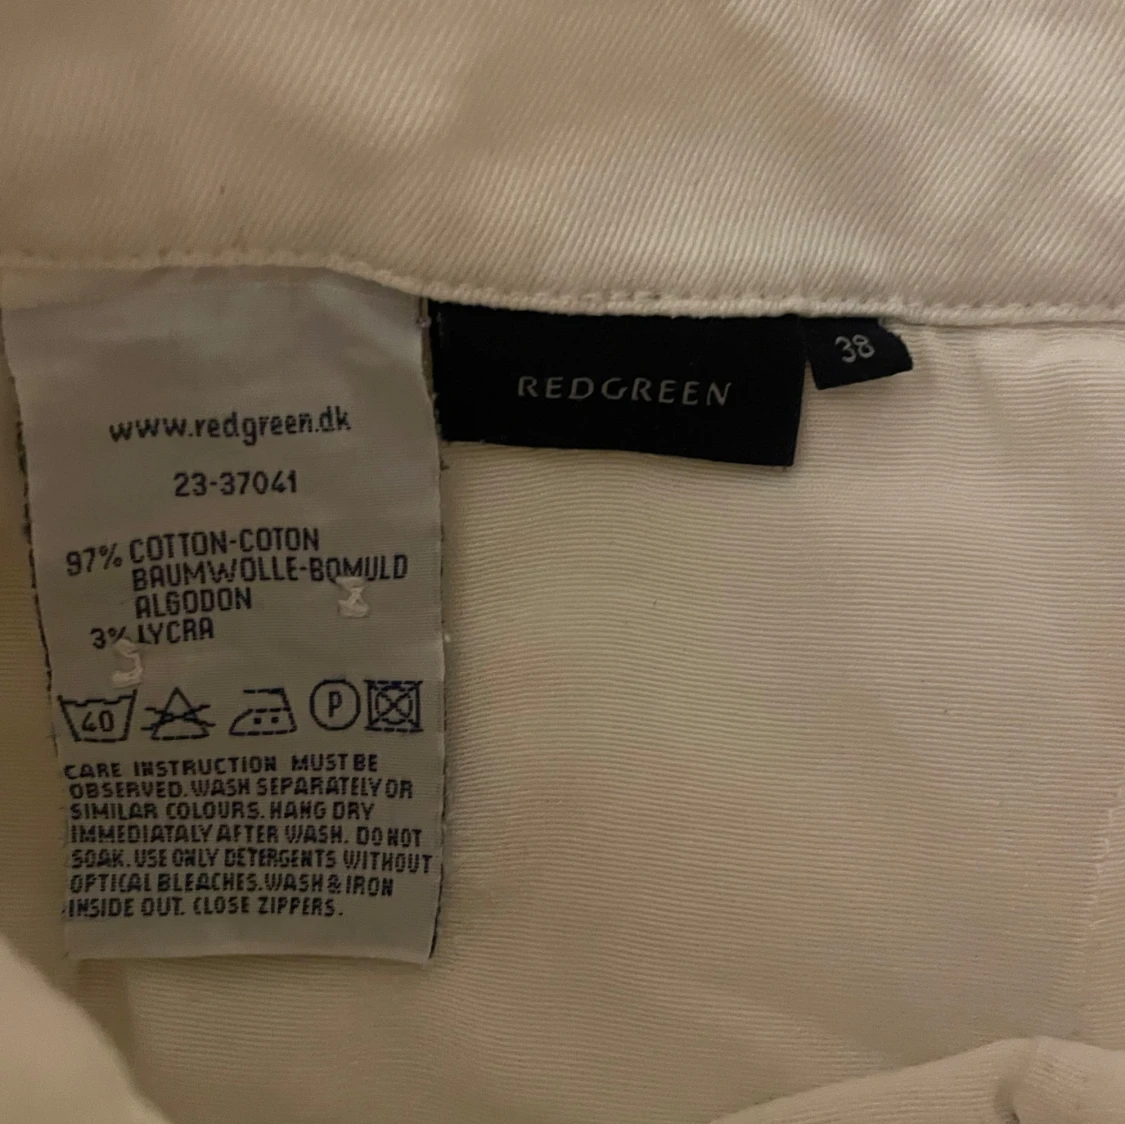 www.redgreen.dk
23-37041
97% COTTON-COTON
BAUMWOLLE-BOMULD
ALGODON
3% LYCRA
40 P
CARE INSTRUCTION MUST BE
OBSERVED. WASH SEPARATELY OR
SIMILAR COLOURS. HANG DRY
IMMEDIATALY AFTER WASH. DO NOT
SOAK. USE ONLY DETERGENTS WITHOUT
OPTICAL BLEACHES. WASH & IRON
INSIDE OUT. CLOSE ZIPPERS.
REDGREEN
38